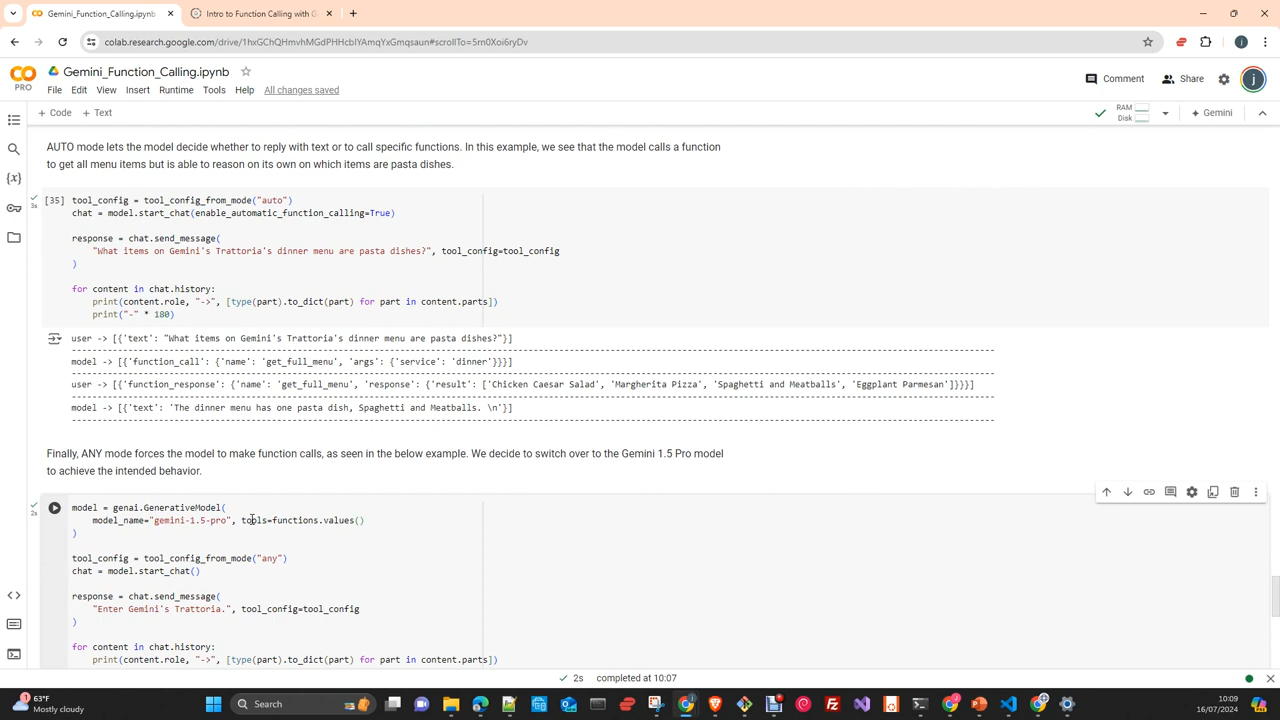 Gemini_Function_Calling.ipynb
Intro to Function Calling with G
colab.research.google.com/drive/1hxGChQHmvhMGdPHHcblYAmqYxGmqsaun#scrollTo=5rn0Xoi6ryDv
CO
PRO
Gemini_Function_Calling.ipynb
File Edit View Insert Runtime Tools Help All changes saved
Comment Share j
+ Code + Text
RAM
Disk
Gemini
AUTO mode lets the model decide whether to reply with text or to call specific functions. In this example, we see that the model calls a function
to get all menu items but is able to reason on its own on which items are pasta dishes.
3s
[35] tool_config = tool_config_from_mode("auto")
chat = model.start_chat(enable_automatic_function_calling=True)
response = chat.send_message(
"What items on Gemini's Trattoria's dinner menu are pasta dishes?", tool_config=tool_config
)
for content in chat.history:
print(content.role, "->", [type(part).to_dict(part) for part in content.parts])
print("-" * 180)
user -> [{'text': "What items on Gemini's Trattoria's dinner menu are pasta dishes?"}]
model -> [{'function_call': {'name': 'get_full_menu', 'args': {'service': 'dinner'}}}]
user -> [{'function_response': {'name': 'get_full_menu', 'response': {'result': ['Chicken Caesar Salad', 'Margherita Pizza', 'Spaghetti and Meatballs', 'Eggplant Parmesan']}}}]
model -> [{'text': 'The dinner menu has one pasta dish, Spaghetti and Meatballs. \n'}]
Finally, ANY mode forces the model to make function calls, as seen in the below example. We decide to switch over to the Gemini 1.5 Pro model
to achieve the intended behavior.
2s
model = genai.GenerativeModel(
model_name="gemini-1.5-pro", tools=functions.values()
)
tool_config = tool_config_from_mode("any")
chat = model.start_chat()
response = chat.send_message(
"Enter Gemini's Trattoria.", tool_config=tool_config
)
for content in chat.history:
print(content.role, "->", [type(part).to_dict(part) for part in content.parts])
2s completed at 10:07
63°F
Mostly cloudy
Search
10:09
16/07/2024